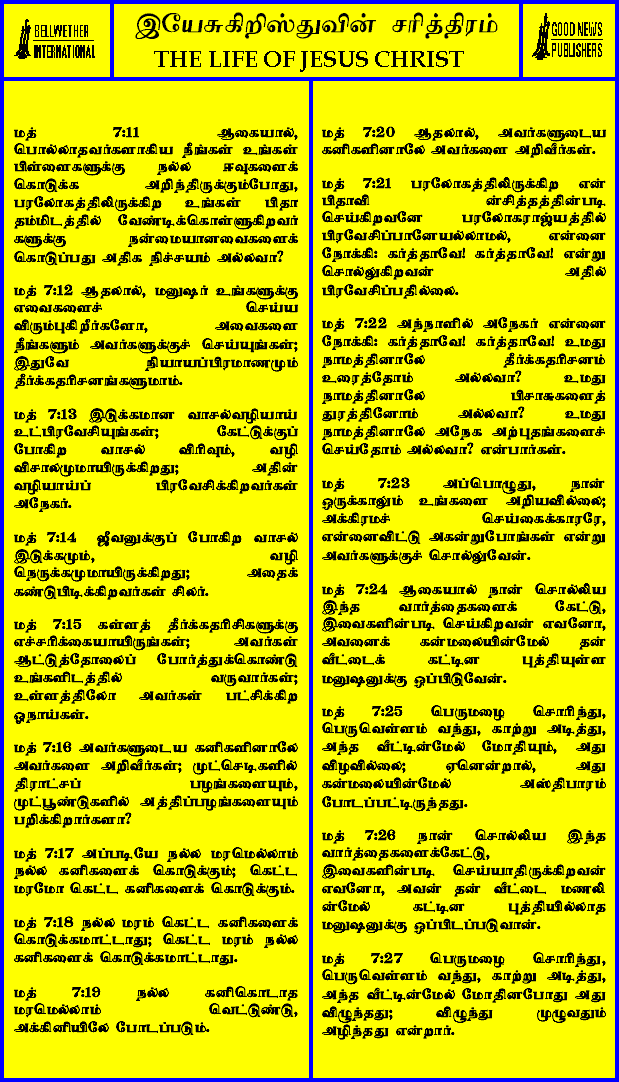 BELLWETHER
INTERNATIONAL
இயேசுகிறிஸ்துவின் சரித்திரம்
THE LIFE OF JESUS CHRIST
GOOD NEWS
PUBLISHERS
மத் 7:11 ஆகையால்,
பொல்லாதவர்களாகிய நீங்கள் உங்கள்
பிள்ளைகளுக்கு நல்ல ஈவுகளைக்
கொடுக்க அறிந்திருக்கும்போது,
பரலோகத்திலிருக்கிற உங்கள் பிதா
தம்மிடத்தில் வேண்டிக்கொள்ளுகிறவர்
களுக்கு நன்மையானவைகளைக்
கொடுப்பது அதிக நிச்சயம் அல்லவா?
மத் 7:12 ஆதலால், மனுஷர் உங்களுக்கு
எவைகளைச் செய்ய
விரும்புகிறீர்களோ, அவைகளை
நீங்களும் அவர்களுக்குச் செய்யுங்கள்;
இதுவே நியாயப்பிரமாணமும்
தீர்க்கதரிசனங்களுமாம்.
மத் 7:13 இடுக்கமான வாசல்வழியாய்
உட்பிரவேசியுங்கள்; கேட்டுக்குப்
போகிற வாசல் விரிவும், வழி
விசாலமுமாயிருக்கிறது; அதின்
வழியாய்ப் பிரவேசிக்கிறவர்கள்
அநேகர்.
மத் 7:14 ஜீவனுக்குப் போகிற வாசல்
இடுக்கமும், வழி
நெருக்கமுமாயிருக்கிறது; அதைக்
கண்டுபிடிக்கிறவர்கள் சிலர்.
மத் 7:15 கள்ளத் தீர்க்கதரிசிகளுக்கு
எச்சரிக்கையாயிருங்கள்; அவர்கள்
ஆட்டுத்தோலைப் போர்த்துக்கொண்டு
உங்களிடத்தில் வருவார்கள்;
உள்ளத்திலோ அவர்கள் பட்சிக்கிற
ஓநாய்கள்.
மத் 7:16 அவர்களுடைய கனிகளினாலே
அவர்களை அறிவீர்கள்; முட்செடிகளில்
திராட்சப் பழங்களையும்,
முட்பூண்டுகளில் அத்திப்பழங்களையும்
பறிக்கிறார்களா?
மத் 7:17 அப்படியே நல்ல மரமெல்லாம்
நல்ல கனிகளைக் கொடுக்கும்; கெட்ட
மரமோ கெட்ட கனிகளைக் கொடுக்கும்.
மத் 7:18 நல்ல மரம் கெட்ட கனிகளைக்
கொடுக்கமாட்டாது; கெட்ட மரம் நல்ல
கனிகளைக் கொடுக்கமாட்டாது.
மத் 7:19 நல்ல கனிகொடாத
மரமெல்லாம் வெட்டுண்டு,
அக்கினியிலே போடப்படும்.
மத் 7:20 ஆதலால், அவர்களுடைய
கனிகளினாலே அவர்களை அறிவீர்கள்.
மத் 7:21 பரலோகத்திலிருக்கிற என்
பிதாவி ன்சித்தத்தின்படி
செய்கிறவனே பரலோகராஜ்யத்தில்
பிரவேசிப்பானேயல்லாமல், என்னை
நோக்கி: கர்த்தாவே! கர்த்தாவே! என்று
சொல்லுகிறவன் அதில்
பிரவேசிப்பதில்லை.
மத் 7:22 அந்நாளில் அநேகர் என்னை
நோக்கி: கர்த்தாவே! கர்த்தாவே! உமது
நாமத்தினாலே தீர்க்கதரிசனம்
உரைத்தோம் அல்லவா? உமது
நாமத்தினாலே பிசாசுகளைத்
துரத்தினோம் அல்லவா? உமது
நாமத்தினாலே அநேக அற்புதங்களைச்
செய்தோம் அல்லவா? என்பார்கள்.
மத் 7:23 அப்பொழுது, நான்
ஒருக்காலும் உங்களை அறியவில்லை;
அக்கிரமச் செய்கைக்காரரே,
என்னைவிட்டு அகன்றுபோங்கள் என்று
அவர்களுக்குச் சொல்லுவேன்.
மத் 7:24 ஆகையால் நான் சொல்லிய
இந்த வார்த்தைகளைக் கேட்டு,
இவைகளின்படி செய்கிறவன் எவனோ,
அவனைக் கன்மலையின்மேல் தன்
வீட்டைக் கட்டின புத்தியுள்ள
மனுஷனுக்கு ஒப்பிடுவேன்.
மத் 7:25 பெருமழை சொரிந்து,
பெருவெள்ளம் வந்து, காற்று அடித்து,
அந்த வீட்டின்மேல் மோதியும், அது
விழவில்லை; ஏனென்றால், அது
கன்மலையின்மேல் அஸ்திபாரம்
போடப்பட்டிருந்தது.
மத் 7:26 நான் சொல்லிய இந்த
வார்த்தைகளைக்கேட்டு,
இவைகளின்படி செய்யாதிருக்கிறவன்
எவனோ, அவன் தன் வீட்டை மணலி
ன்மேல் கட்டின புத்தியில்லாத
மனுஷனுக்கு ஒப்பிடப்படுவான்.
மத் 7:27 பெருமழை சொரிந்து,
பெருவெள்ளம் வந்து, காற்று அடித்து,
அந்த வீட்டின்மேல் மோதினபோது அது
விழுந்தது; விழுந்து முழுவதும்
அழிந்தது என்றார்.